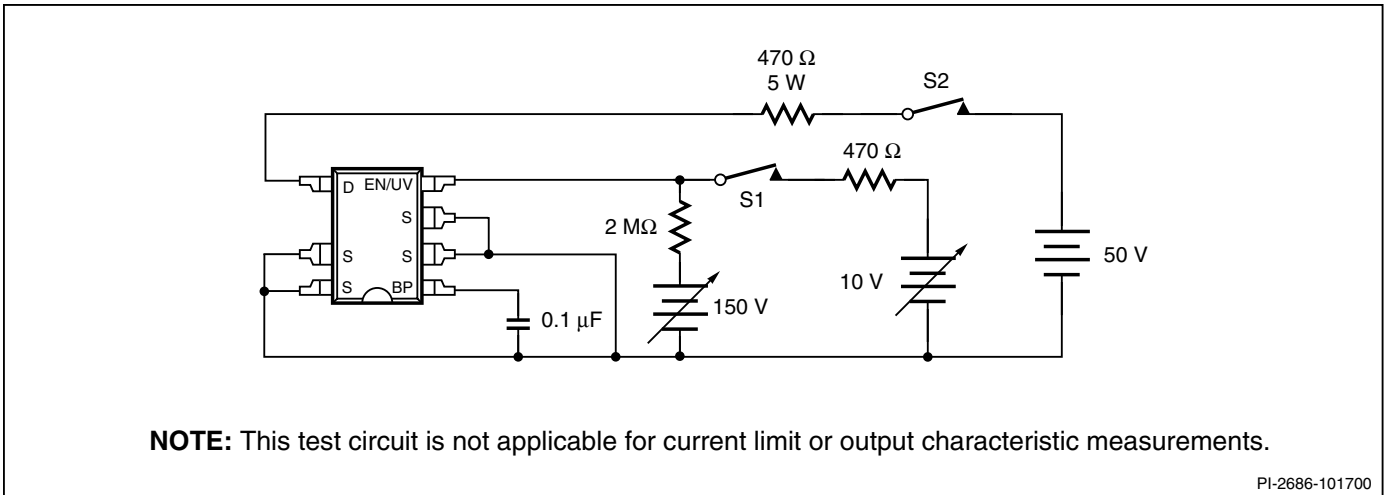 470 Ω
5 W
S2
470 Ω
D EN/UV
S1
S
2 MΩ
S S
50 V
10 V
S BP
150 V
0.1 μF
NOTE: This test circuit is not applicable for current limit or output characteristic measurements.
PI-2686-101700